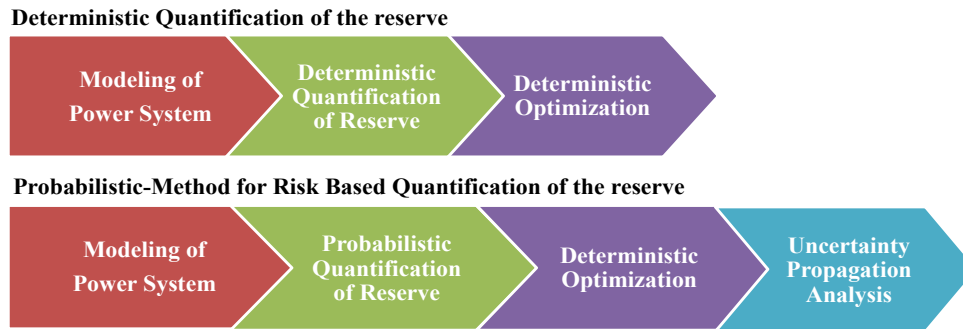 Deterministic Quantification of the reserve
Modeling of
Power System
Deterministic
Quantification
of Reserve
Deterministic
Optimization
Probabilistic-Method for Risk Based Quantification of the reserve
Modeling of
Power System
Probabilistic
Quantification
of Reserve
Deterministic
Optimization
Uncertainty
Propagation
Analysis